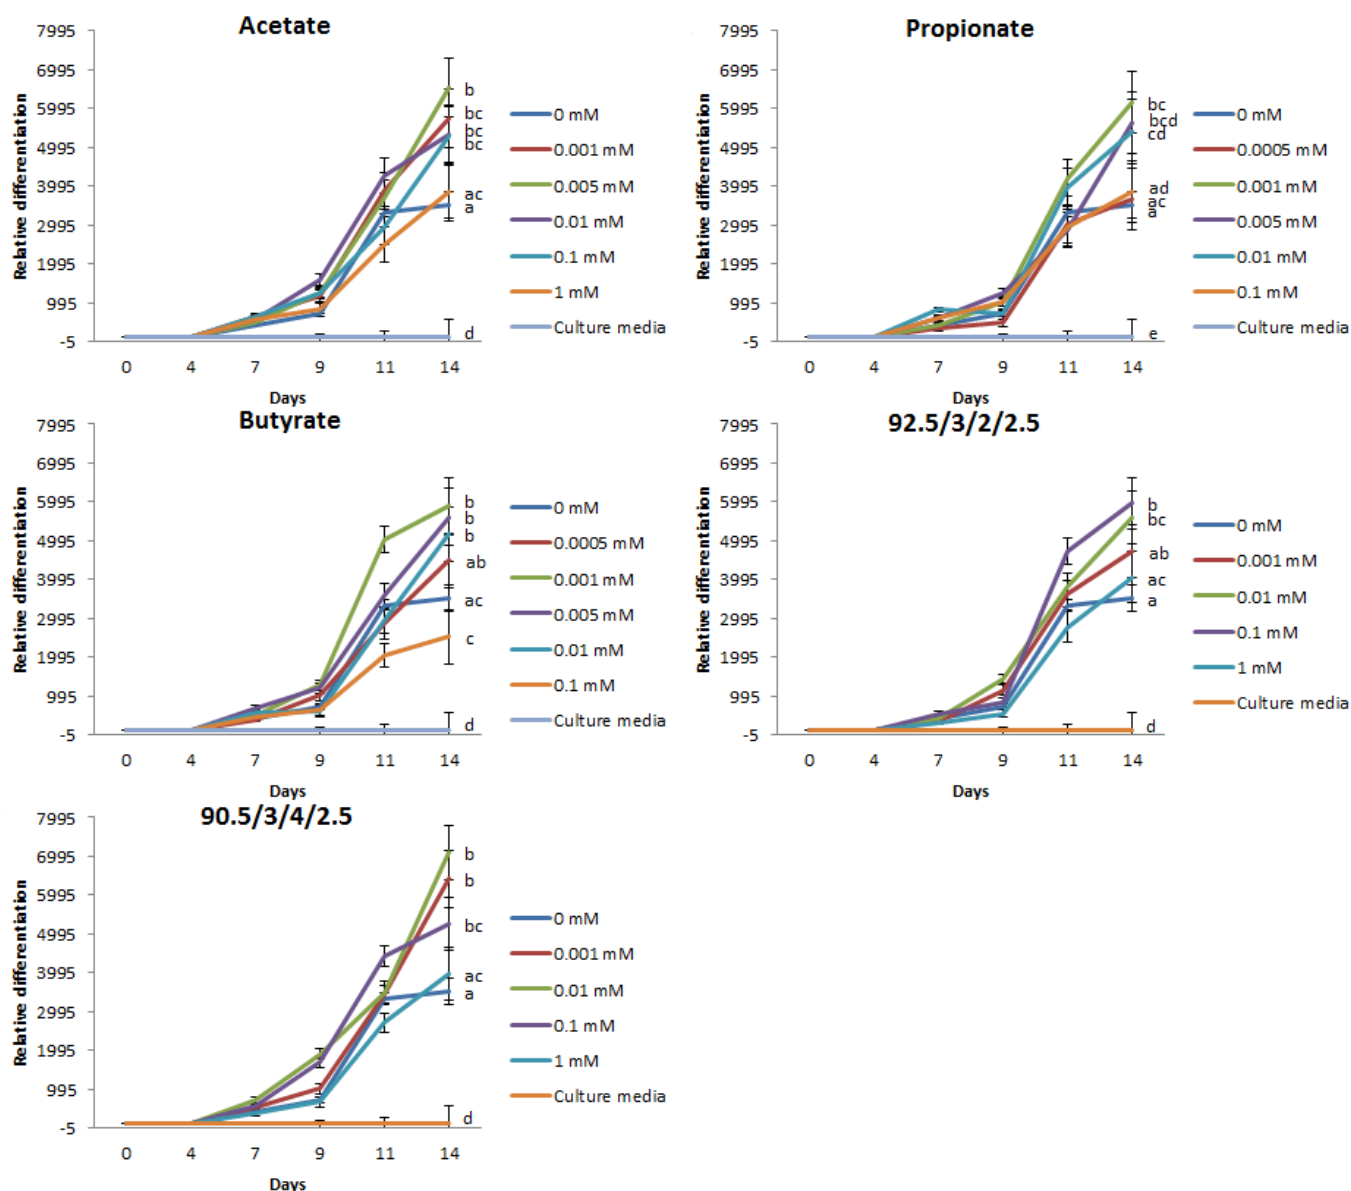 Acetate
7995
6995
5995
4995
3995
2995
1995
995
-5
Relative differentiation
0 4 7 9 11 14
Days
b
bc
bc
bc
ac
a
d
0 mM
0.001 mM
0.005 mM
0.01 mM
0.1 mM
1 mM
Culture media
Propionate
7995
6995
5995
4995
3995
2995
1995
995
-5
Relative differentiation
0 4 7 9 11 14
Days
bc
bcd
cd
ad
ac
a
e
0 mM
0.0005 mM
0.001 mM
0.005 mM
0.01 mM
0.1 mM
Culture media
Butyrate
7995
6995
5995
4995
3995
2995
1995
995
-5
Relative differentiation
0 4 7 9 11 14
Days
b
b
b
ab
ac
c
d
0 mM
0.0005 mM
0.001 mM
0.005 mM
0.01 mM
0.1 mM
Culture media
92.5/3/2/2.5
7995
6995
5995
4995
3995
2995
1995
995
-5
Relative differentiation
0 4 7 9 11 14
Days
b
bc
ab
ac
a
d
0 mM
0.001 mM
0.01 mM
0.1 mM
1 mM
Culture media
90.5/3/4/2.5
7995
6995
5995
4995
3995
2995
1995
995
-5
Relative differentiation
0 4 7 9 11 14
Days
b
b
bc
ac
a
d
0 mM
0.001 mM
0.01 mM
0.1 mM
1 mM
Culture media